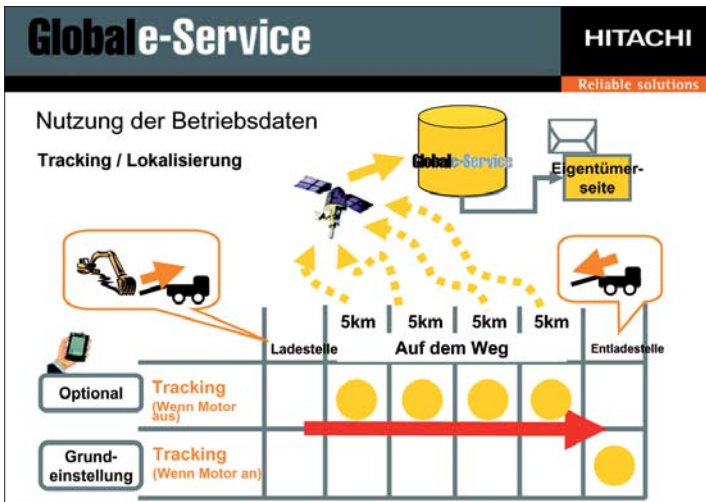 Global e-Service
HITACHI
Reliable solutions
Nutzung der Betriebsdaten
Tracking / Lokalisierung
Global e-Service
Eigentümer-
seite
5km 5km 5km 5km
Ladestelle
Auf dem Weg
Entladestelle
Optional
Tracking
(Wenn Motor
aus)
Grund-
einstellung
Tracking
(Wenn Motor an)